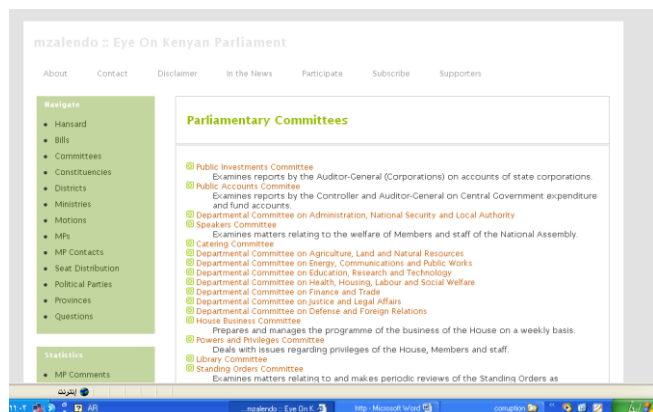 mzalendo :: Eye On Kenyan Parliament
About Contact Disclaimer In the News Participate Subscribe Supporters
Navigate
Hansard
Bills
Committees
Constituencies
Districts
Ministries
Motions
MPs
MP Contacts
Seat Distribution
Political Parties
Provinces
Questions
Statistics
MP Comments
Parliamentary Committees
Public Investments Committee
Examines reports by the Auditor-General (Corporations) on accounts of state corporations.
Public Accounts Commitee
Examines reports by the Controller and Auditor-General on Central Government expenditure
and fund accounts.
Departmental Committee on Administration, National Security and Local Authority
Speakers Committee
Examines matters relating to the welfare of Members and staff of the National Assembly.
Catering Committee
Departmental Committee on Agriculture, Land and Natural Resources
Departmental Committee on Energy, Communications and Public Works
Departmental Committee on Education, Research and Technology
Departmental Committee on Health, Housing, Labour and Social Welfare
Departmental Committee on Finance and Trade
Departmental Committee on Justice and Legal Affairs
Departmental Committee on Defense and Foreign Relations
House Business Committee
Prepares and manages the programme of the business of the House on a weekly basis.
Powers and Privileges Committee
Deals with issues regarding privileges of the House, Members and staff.
Library Committee
Standing Orders Committee
Examines matters relating to and makes periodic reviews of the Standing Orders as
إنترنت
AR ...mzalendo :: Eye On K http - Microsoft Word corruption